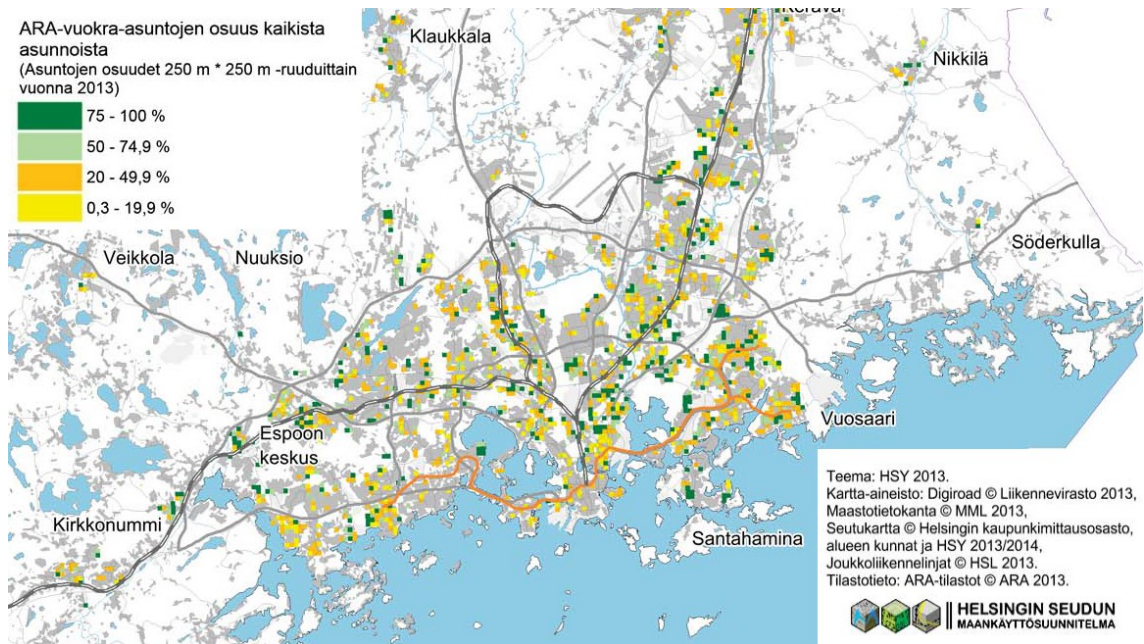 ARA-vuokra-asuntojen osuus kaikista
asunnoista
(Asuntojen osuudet 250 m * 250 m -ruuduittain
vuonna 2013)
75 - 100 %
50 - 74,9 %
20 - 49,9 %
0,3 - 19,9 %
Kerava
Klaukkala
Nikkilä
Veikkola
Nuuksio
Söderkulla
Espoon
keskus
Vuosaari
Kirkkonummi
Santahamina
Teema: HSY 2013.
Kartta-aineisto: Digiroad © Liikennevirasto 2013,
Maastotietokanta © MML 2013,
Seutukartta © Helsingin kaupunkimittausosasto,
alueen kunnat ja HSY 2013/2014,
Joukkoliikennelinjat © HSL 2013.
Tilastotieto: ARA-tilastot © ARA 2013.
HELSINGIN SEUDUN
MAANKÄYTTÖSUUNNITELMA